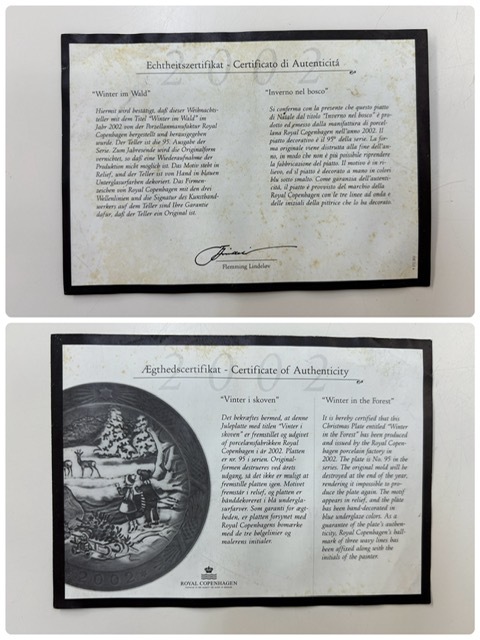 2002
Echtheitszertifikat - Certificato di Autenticitá
"Winter im Wald"
Hiermit wird bestätigt, daß dieser Weihnachts-
teller mit dem Titel "Winter im Wald" im
Jahr 2002 von der Porzellanmanufaktur Royal
Copenhagen hergestellt und herausgegeben
wurde. Der Teller ist die 95. Ausgabe der
Serie. Zum Jahresende wird die Originalform
vernichtet, so daß eine Wiederaufnahme der
Produktion nicht möglich ist. Das Motiv steht in
Relief, und der Teller ist von Hand in blauen
Unterglasurfarben dekoriert. Das Firmen-
zeichen von Royal Copenhagen mit den drei
Wellenlinien und die Signatur des Kunsthand-
werkers auf dem Teller sind Ihre Garantie
dafür, daß der Teller ein Original ist.
"Inverno nel bosco"
Si conferma con la presente che questo piatto
di Natale dal titolo "Inverno nel bosco" è pro-
dotto ed emesso dalla manifattura di porcel-
lana Royal Copenhagen nell'anno 2002. Il
piatto decorativo è il 95° della serie. La for-
ma originale viene distrutta alla fine dell'an-
no, in modo che non è più possibile riprendere
la fabbricazione del piatto. Il motivo è in ri-
lievo, ed il piatto è decorato a mano in colori
blu sotto smalto. Come garanzia dell'autenti-
cità, il piatto è provvisto del marchio della
Royal Copenhagen con le tre linee ad onda e
delle iniziali della pittrice che lo ha decorato.
Flemming Lindeløv
2002
Ægthedscertifikat - Certificate of Authenticity
"Vinter i skoven"
Det bekræftes hermed, at denne
Juleplatte med titlen "Vinter i
skoven" er fremstillet og udgivet
af porcelænsfabrikken Royal
Copenhagen i år 2002. Platten
er nr. 95 i serien. Original-
formen destrueres ved årets
udgang, så det ikke er muligt at
fremstille platten igen. Motivet
fremstår i relief, og platten er
hånddekoreret i blå underglasurfarver.
Som garanti for ægt-
heden, er platten forsynet med
Royal Copenhagens bomærke
med de tre bølgelinier og
malerens initialer.
"Winter in the Forest"
It is hereby certified that this
Christmas Plate entitled "Winter
in the Forest" has been produced
and issued by the Royal Copen-
hagen porcelain factory in
2002. The plate is No. 95 in the
series. The original mold will be
destroyed at the end of the year,
rendering it impossible to pro-
duce the plate again. The motif
appears in relief, and the plate
has been hand-decorated in
blue underglaze colors. As a
guarantee of the plate's authen-
ticity, Royal Copenhagen's hall-
mark of three wavy lines has
been affixed along with the
initials of the painter.
2002
ROYAL COPENHAGEN